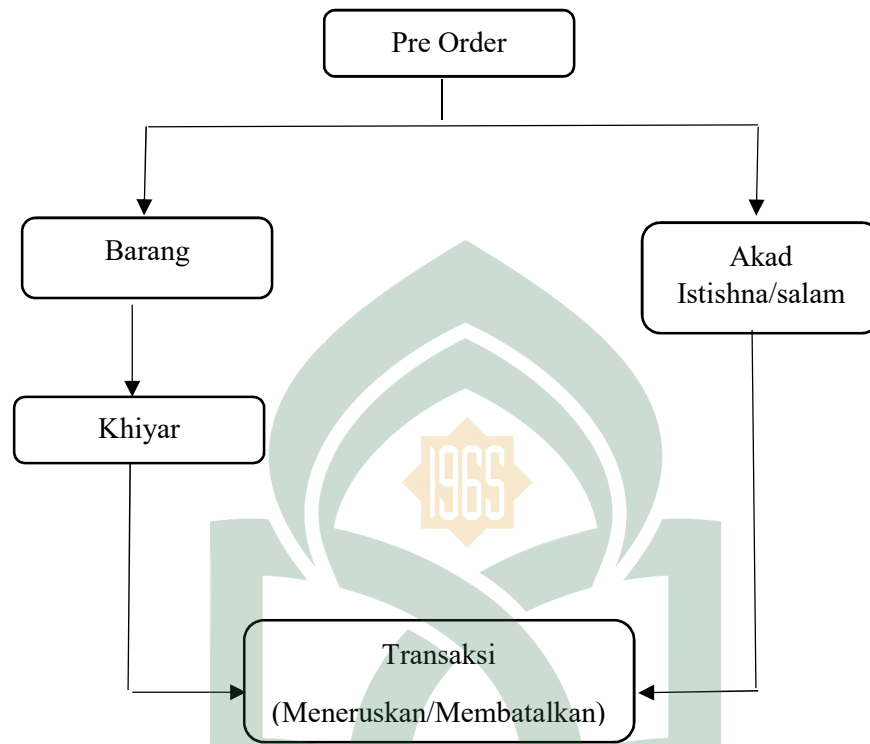 Pre Order
Barang
Akad
Istishna/salam
Khiyar
1965
Transaksi
(Meneruskan/Membatalkan)